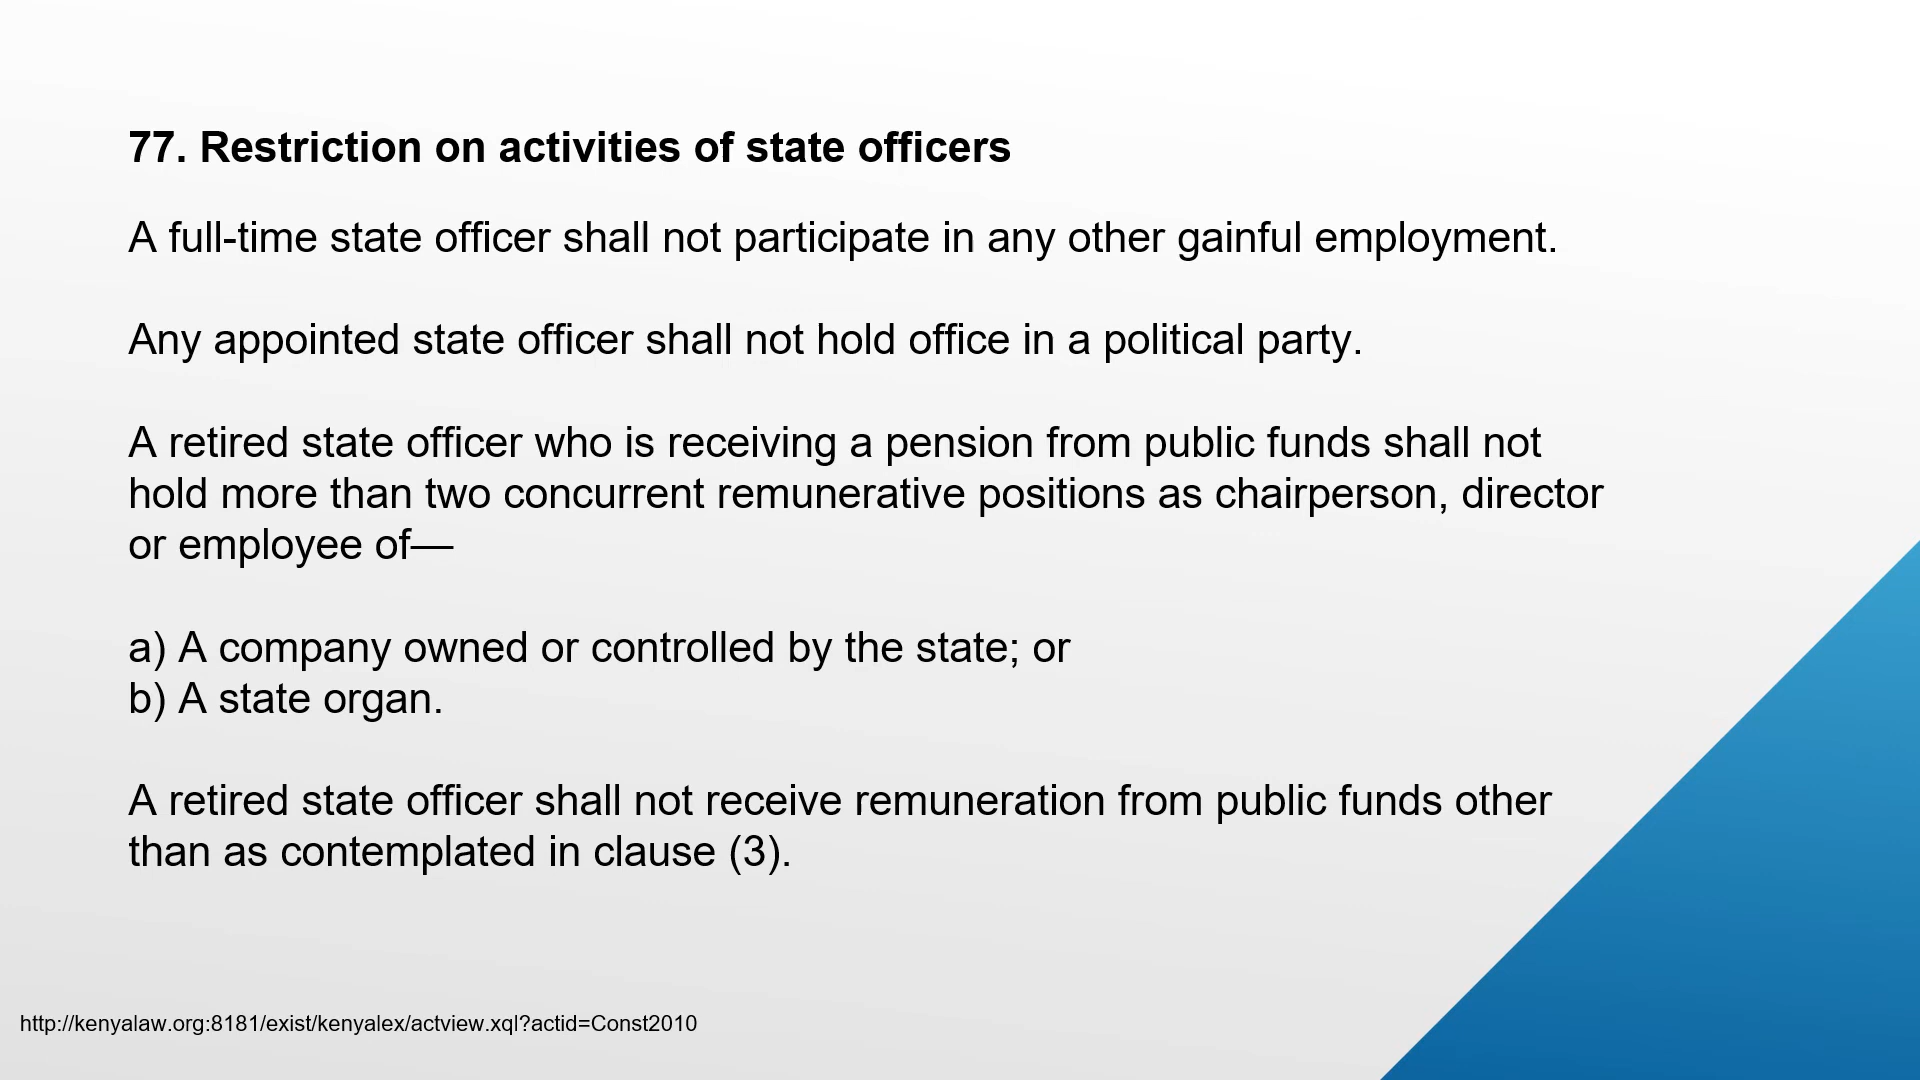 77. Restriction on activities of state officers
A full-time state officer shall not participate in any other gainful employment.
Any appointed state officer shall not hold office in a political party.
A retired state officer who is receiving a pension from public funds shall not
hold more than two concurrent remunerative positions as chairperson, director
or employee of—
a) A company owned or controlled by the state; or
b) A state organ.
A retired state officer shall not receive remuneration from public funds other
than as contemplated in clause (3).
http://kenyalaw.org:8181/exist/kenyalex/actview.xql?actid=Const2010